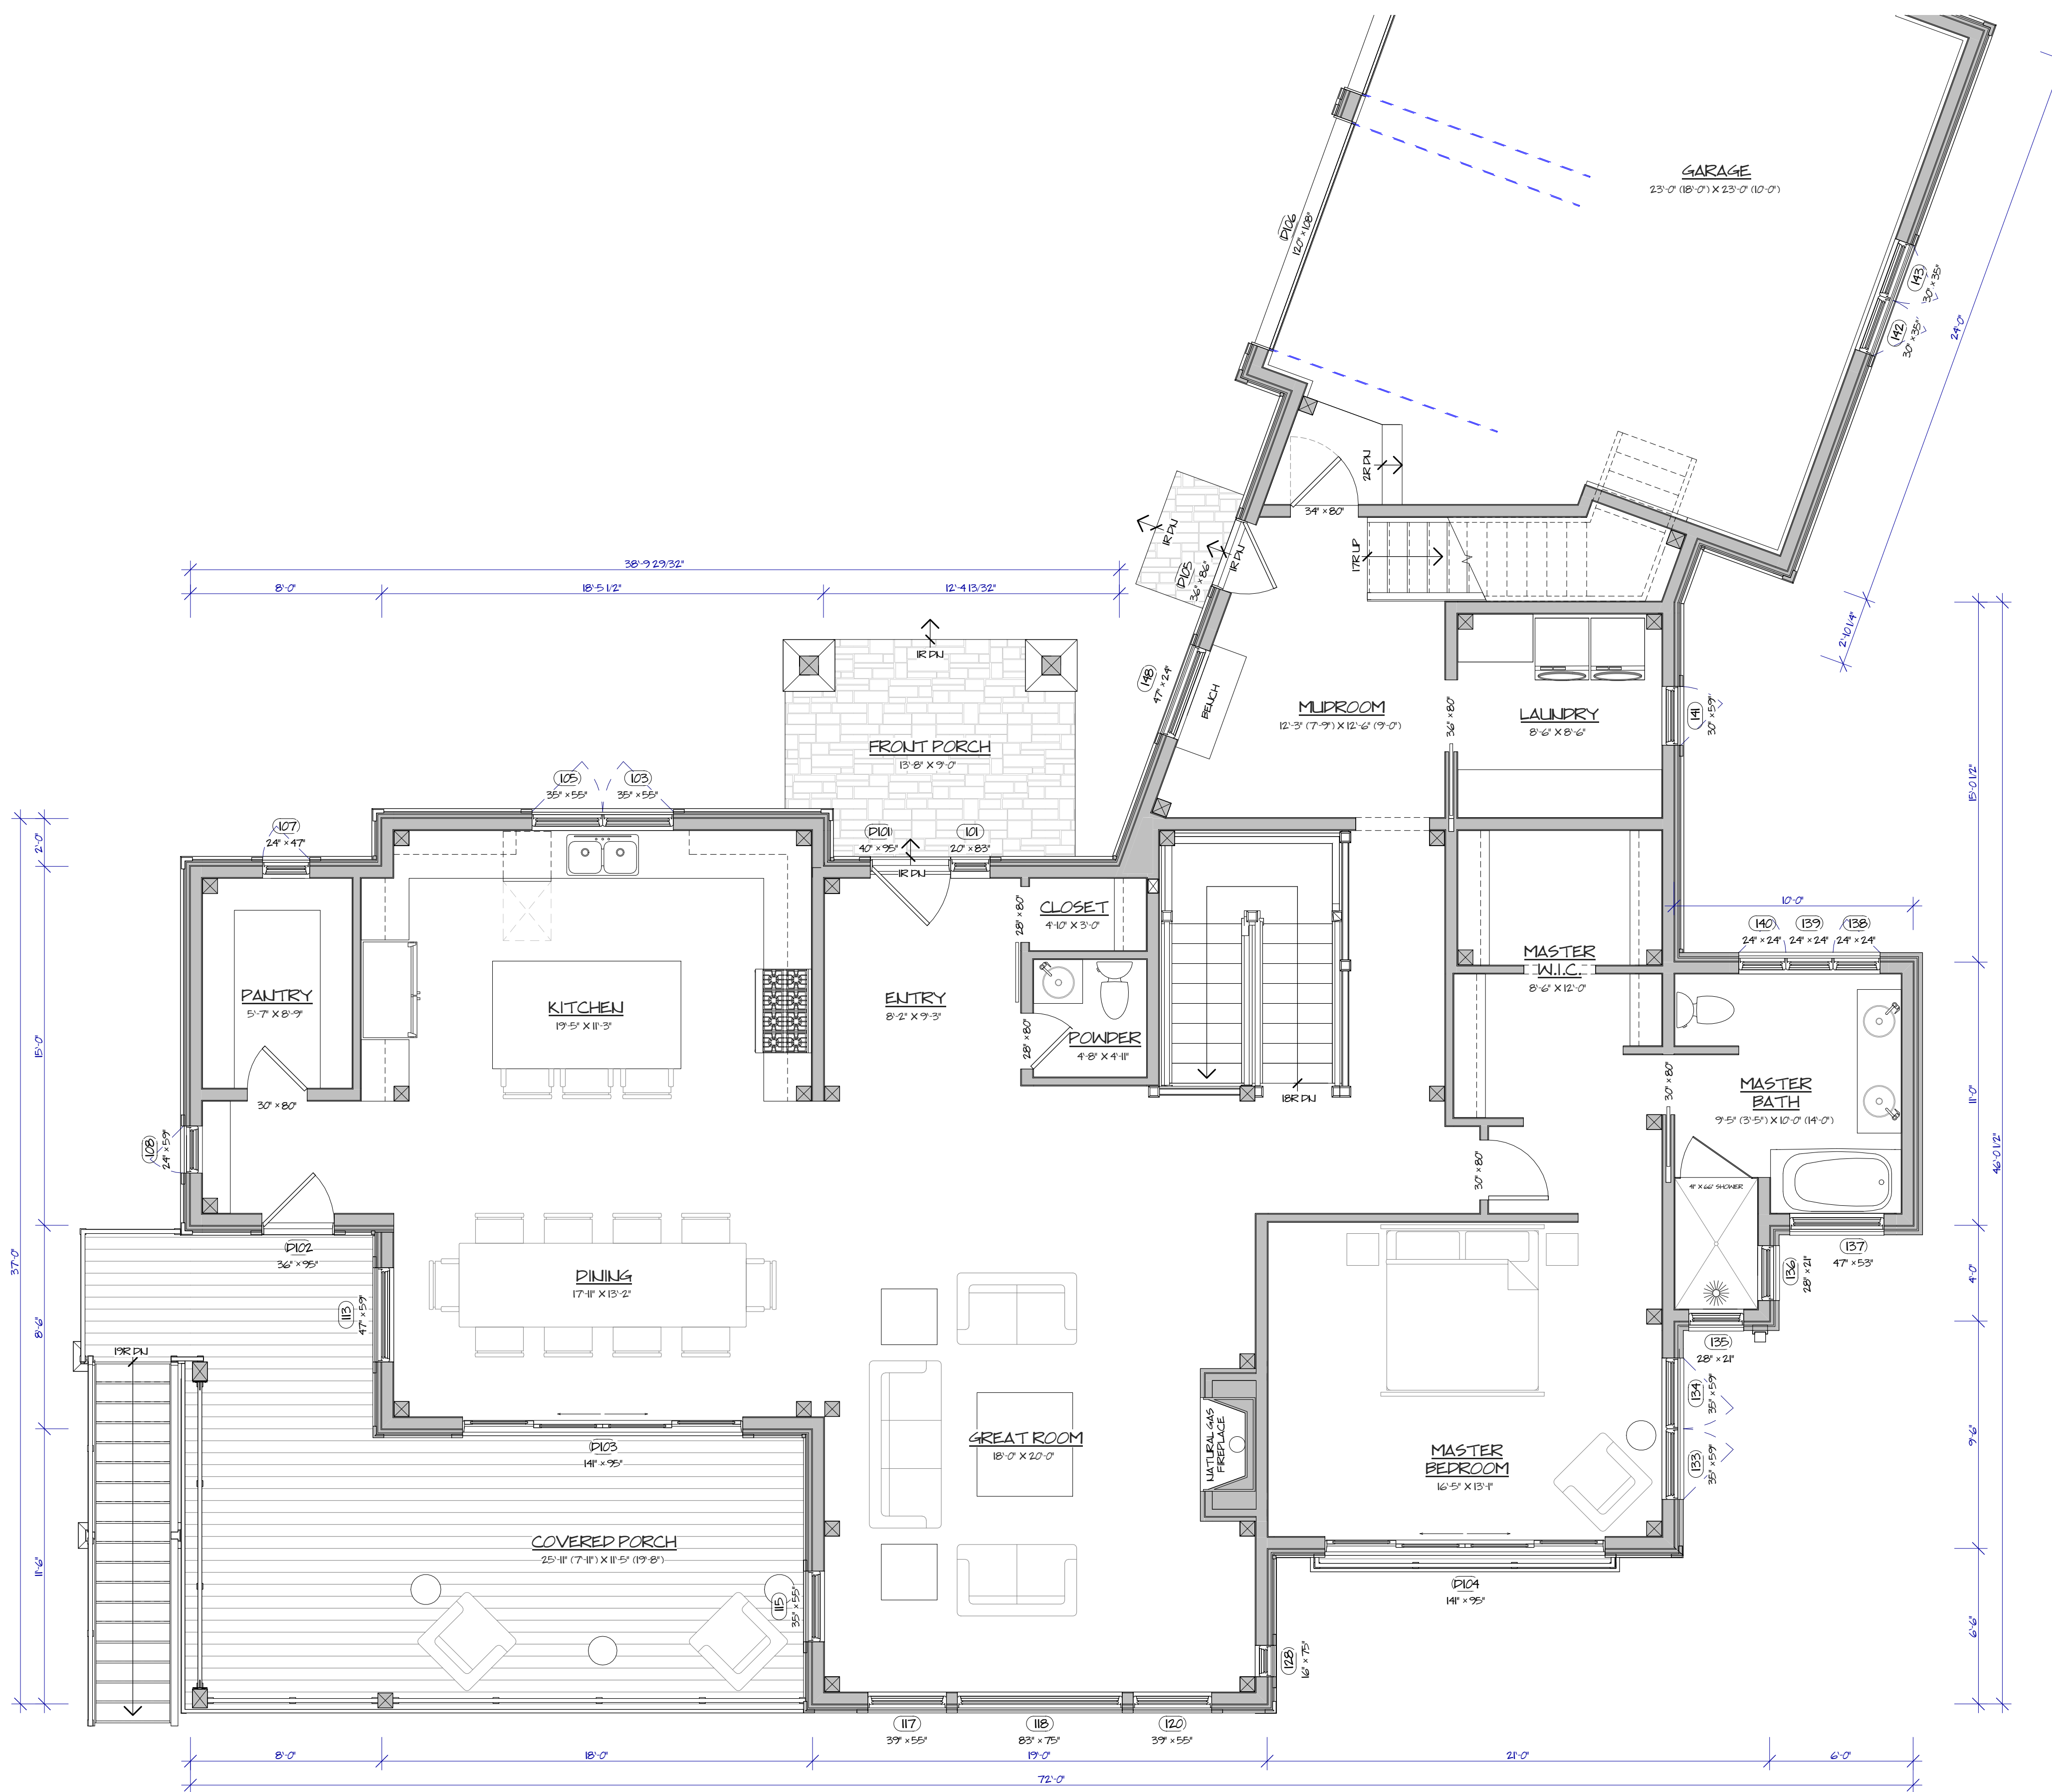 GARAGE
23'-0" (18'-0") X 23'-0" (10'-0")
D106
120" x 108"
143
30" x 35"
142
30" x 35"
24'-0"
2R DN
34" x 80"
1R DN
1R DN
D105
36" x 86"
17R UP
2'-10 1/4"
38'-9 29/32"
8'-0"
18'-5 1/2"
12'-4 13/32"
1R DN
148
47" x 24"
BENCH
MUDROOM
12'-3" (7'-9") X 12'-6" (9'-0")
36" x 80"
LAUNDRY
8'-6" X 8'-6"
141
30" x 59"
FRONT PORCH
13'-8" X 9'-0"
15'-0 1/2"
105
35" x 55"
103
35" x 55"
107
24" x 47"
D101
40" x 95"
101
20" x 83"
1R DN
2'-0"
28" x 80"
CLOSET
4'-10" X 3'-0"
10'-0"
140
24" x 24"
139
24" x 24"
138
24" x 24"
MASTER
W.I.C.
8'-6" X 12'-0"
PANTRY
5'-7" X 8'-9"
KITCHEN
19'-5" X 11'-3"
ENTRY
8'-2" X 9'-3"
28" x 80"
POWDER
4'-8" X 4'-11"
15'-0"
30" x 80"
18R DN
30" x 80"
MASTER
BATH
9'-5" (3'-5") X 10'-0" (14'-0")
11'-0"
46'-0 1/2"
108
24" x 59"
30" x 80"
41" X 66" SHOWER
D102
36" x 95"
137
47" x 53"
136
28" x 21"
4'-0"
37'-0"
DINING
17'-11" X 13'-2"
113
47" x 59"
8'-6"
19R DN
135
28" x 21"
134
35" x 59"
133
35" x 59"
9'-6"
D103
141" x 95"
GREAT ROOM
18'-0" X 20'-0"
NATURAL GAS
FIREPLACE
MASTER
BEDROOM
16'-5" X 13'-1"
COVERED PORCH
25'-11" (7'-11") X 11'-5" (19'-8")
11'-6"
115
35" x 55"
D104
141" x 95"
128
16" x 75"
6'-6"
117
39" x 55"
118
83" x 75"
120
39" x 55"
8'-0"
18'-0"
19'-0"
21'-0"
6'-0"
72'-0"